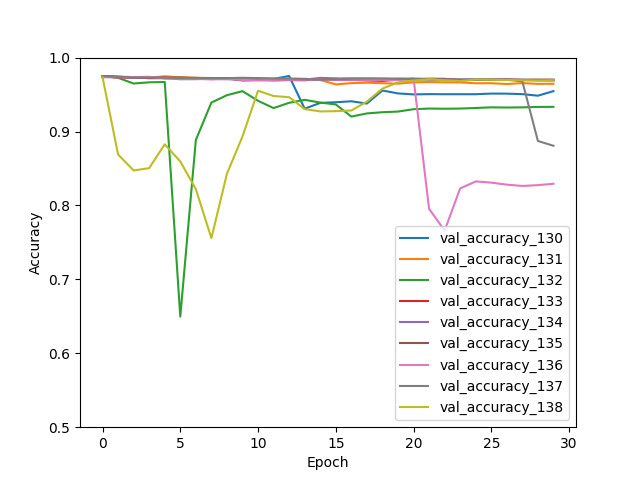 1.0
0.9
0.8
0.7
0.6
0.5
Accuracy
val_accuracy_130
val_accuracy_131
val_accuracy_132
val_accuracy_133
val_accuracy_134
val_accuracy_135
val_accuracy_136
val_accuracy_137
val_accuracy_138
0 5 10 15 20 25 30
Epoch